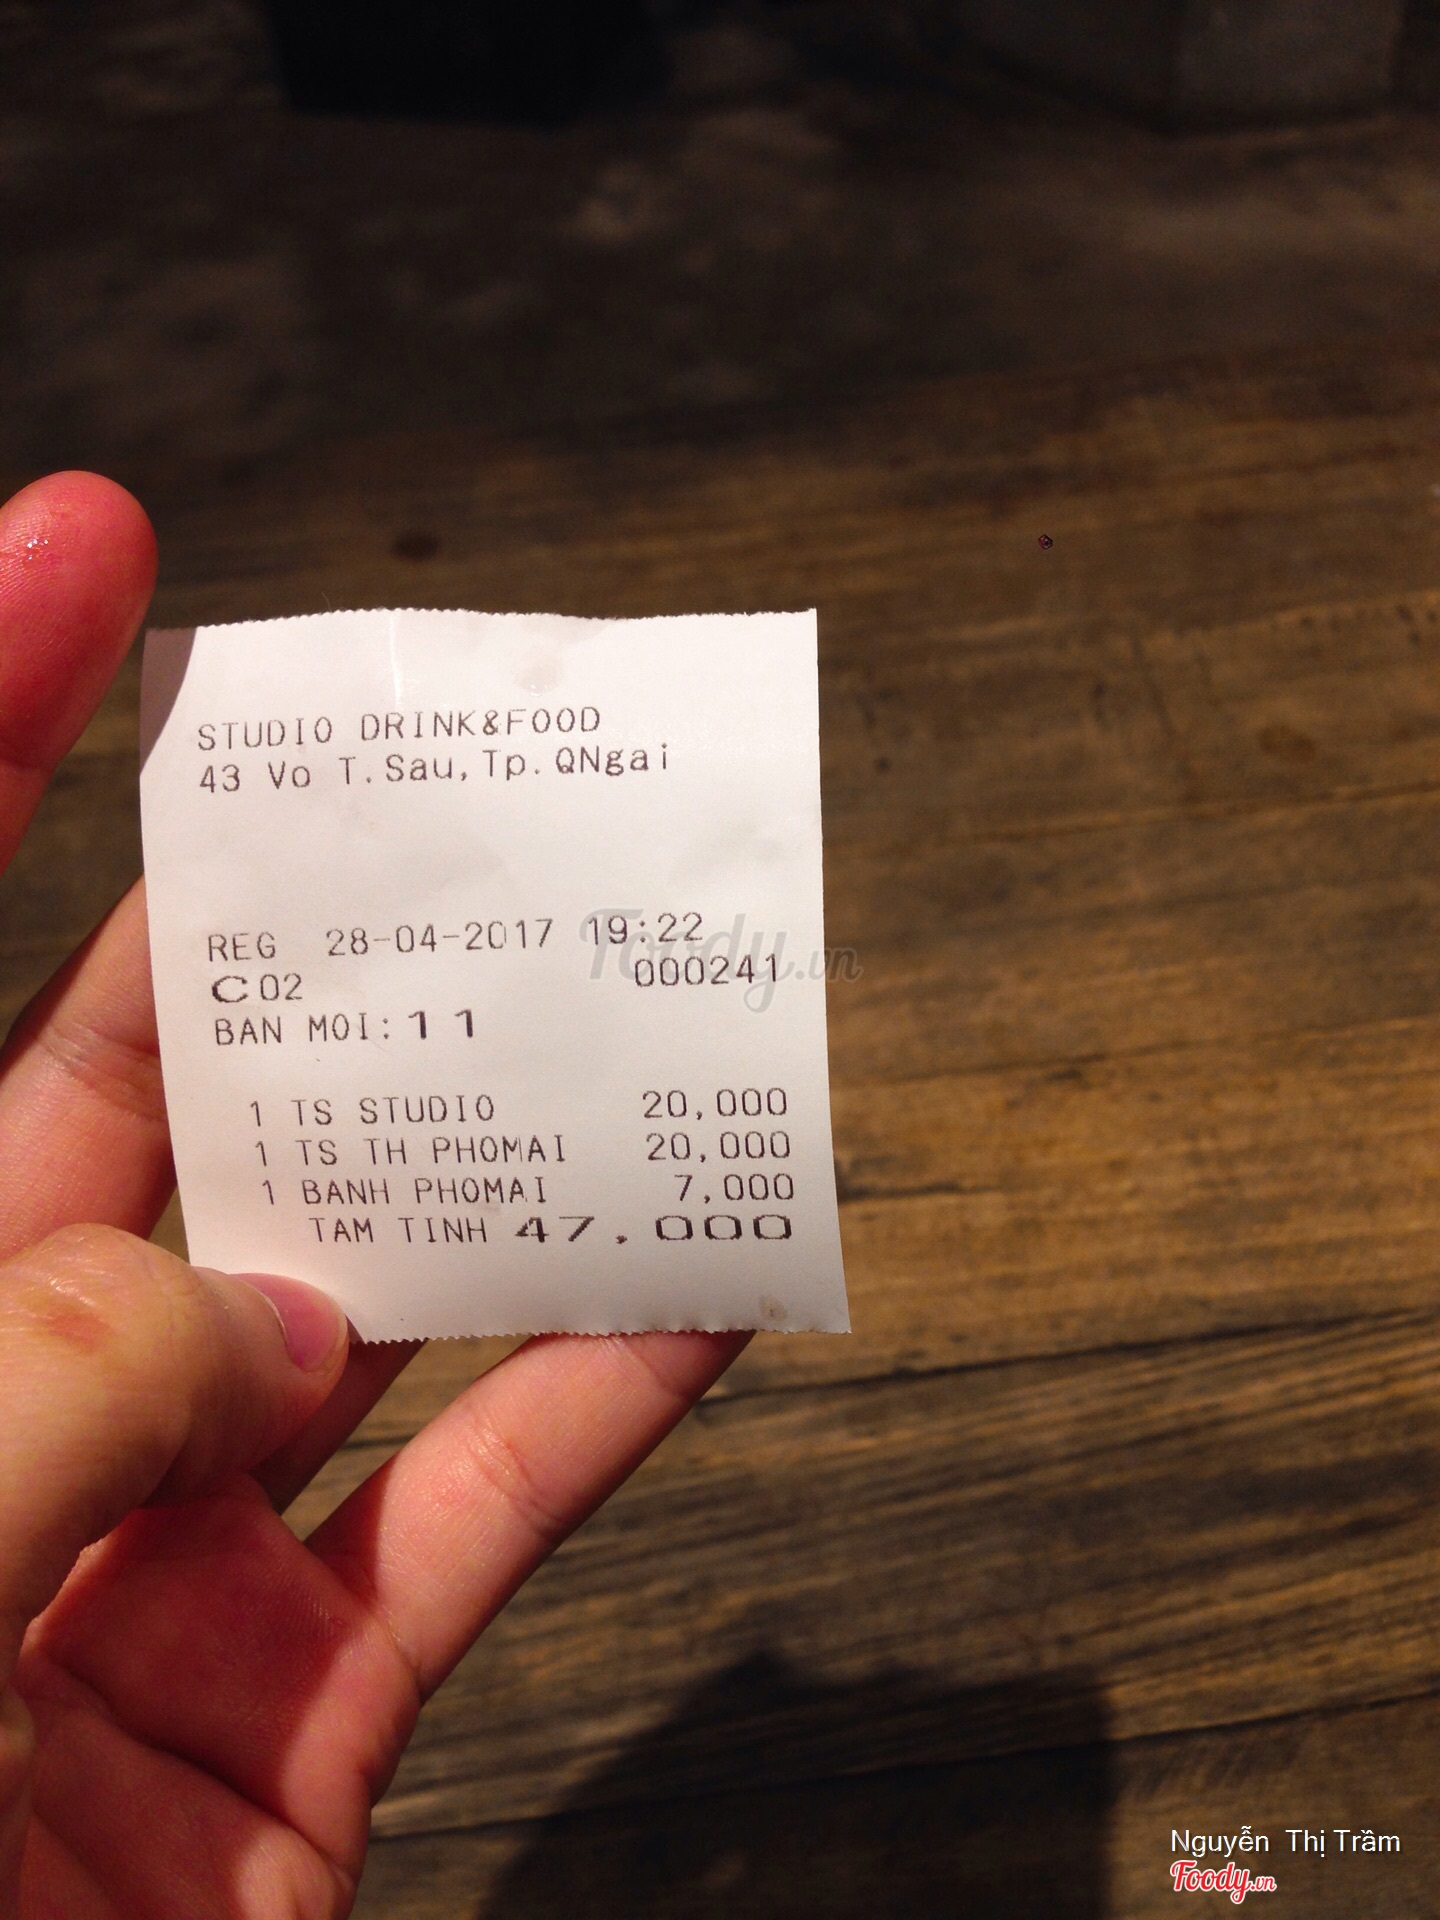 STUDIO DRINK&FOOD
43 Vo T.Sau,Tp.QNgai
REG 28-04-2017 19:22
C02 000241
BAN MOI:11
1 TS STUDIO 20,000
1 TS TH PHOMAI 20,000
1 BANH PHOMAI 7,000
TAM TINH 47.000
Foody.vn
Nguyễn Thị Trầm
Foody.vn